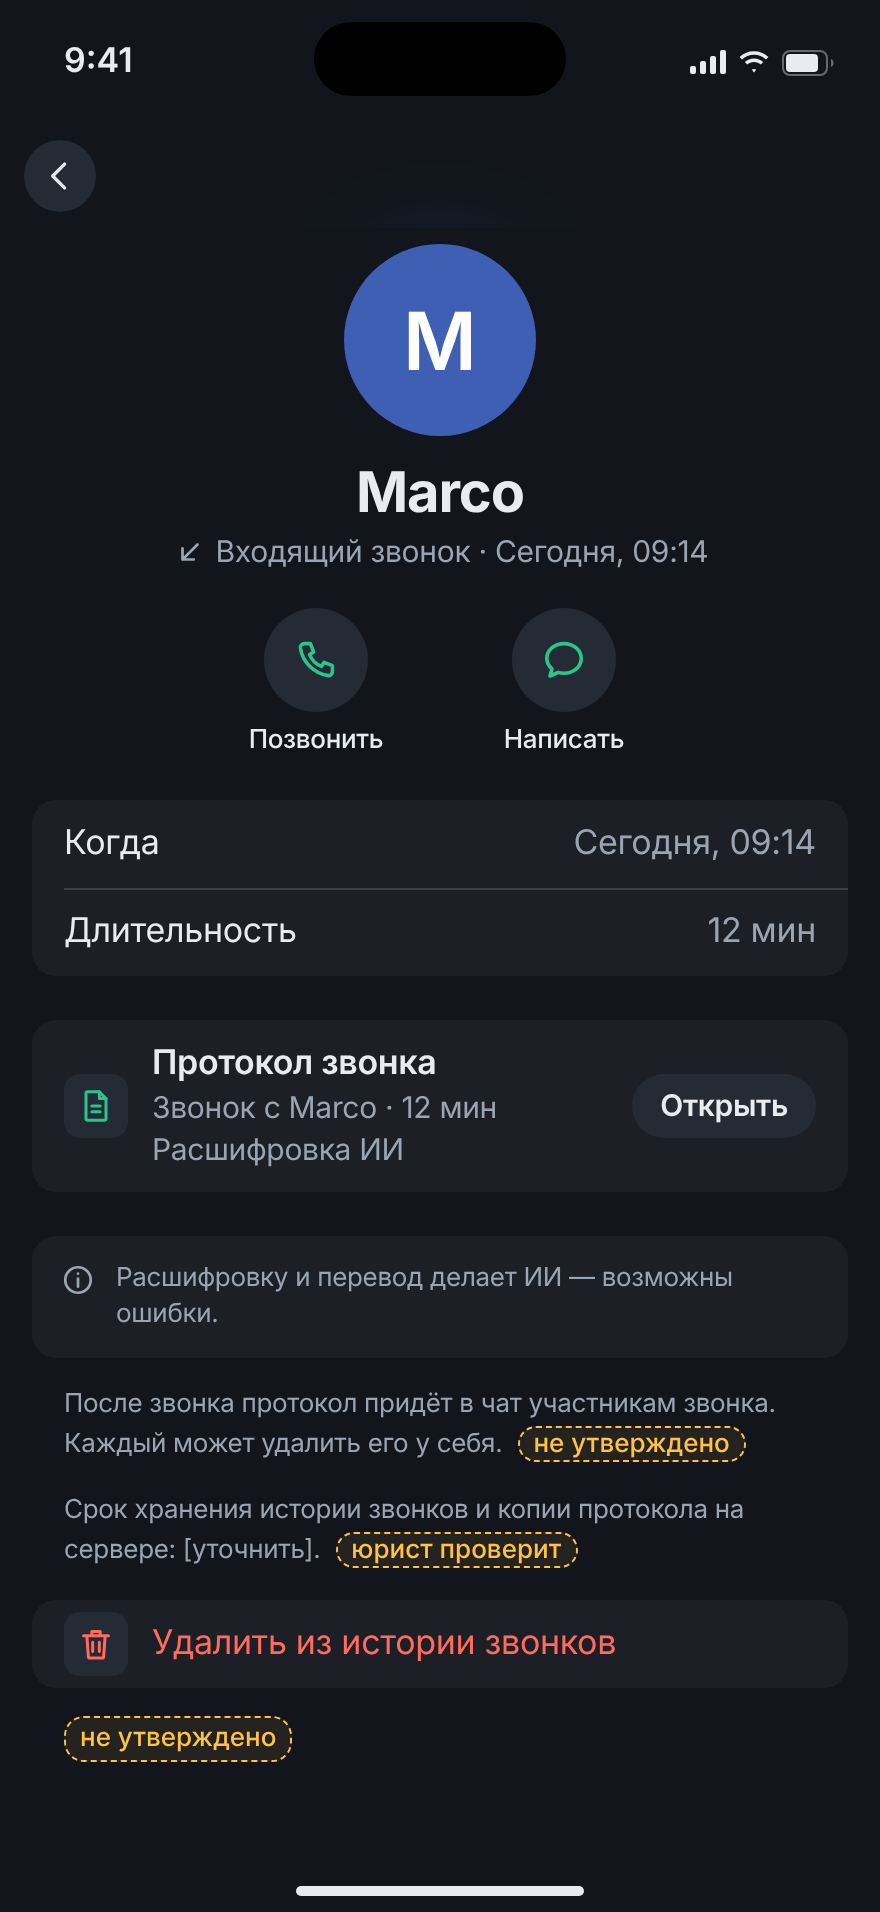 9:41
M
Marco
Входящий звонок · Сегодня, 09:14
Позвонить
Написать
Когда
Сегодня, 09:14
Длительность
12 мин
Протокол звонка
Звонок с Marco · 12 мин
Расшифровка ИИ
Открыть
Расшифровку и перевод делает ИИ — возможны
ошибки.
После звонка протокол придёт в чат участникам звонка.
Каждый может удалить его у себя. не утверждено
Срок хранения истории звонков и копии протокола на
сервере: [уточнить]. юрист проверит
Удалить из истории звонков
не утверждено